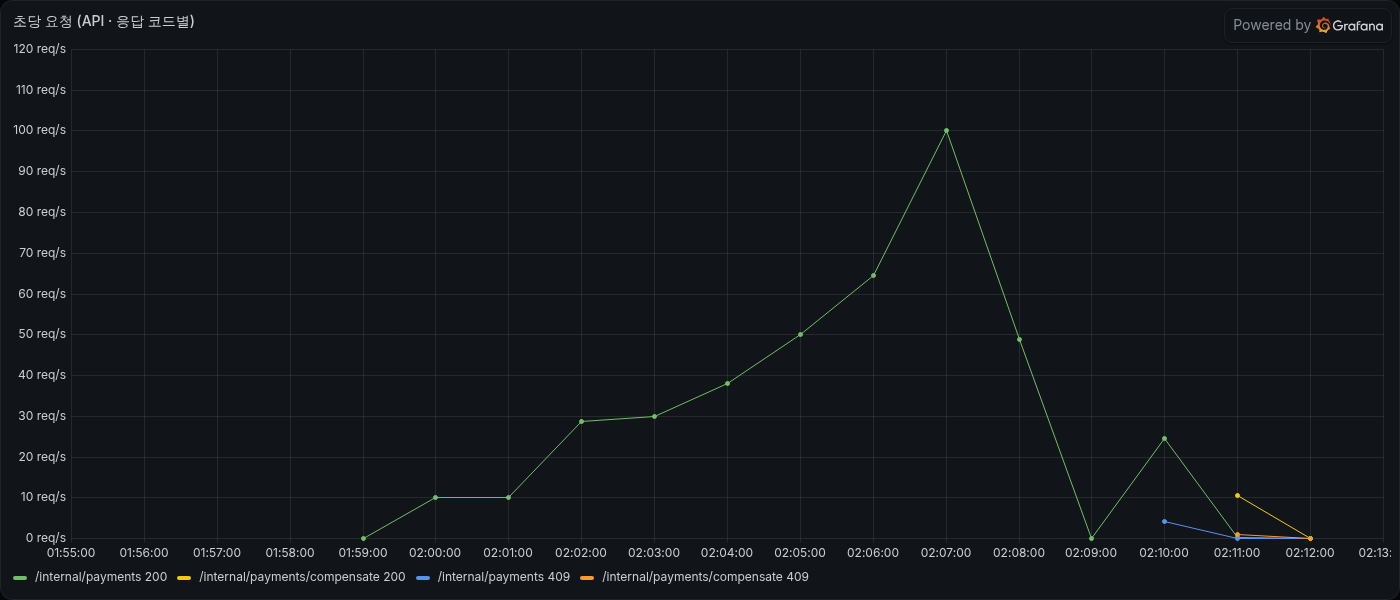 초당 요청 (API · 응답 코드별)
Powered by Grafana
120 req/s
110 req/s
100 req/s
90 req/s
80 req/s
70 req/s
60 req/s
50 req/s
40 req/s
30 req/s
20 req/s
10 req/s
0 req/s
01:55:00 01:56:00 01:57:00 01:58:00 01:59:00 02:00:00 02:01:00 02:02:00 02:03:00 02:04:00 02:05:00 02:06:00 02:07:00 02:08:00 02:09:00 02:10:00 02:11:00 02:12:00 02:13:
/internal/payments 200 /internal/payments/compensate 200 /internal/payments 409 /internal/payments/compensate 409